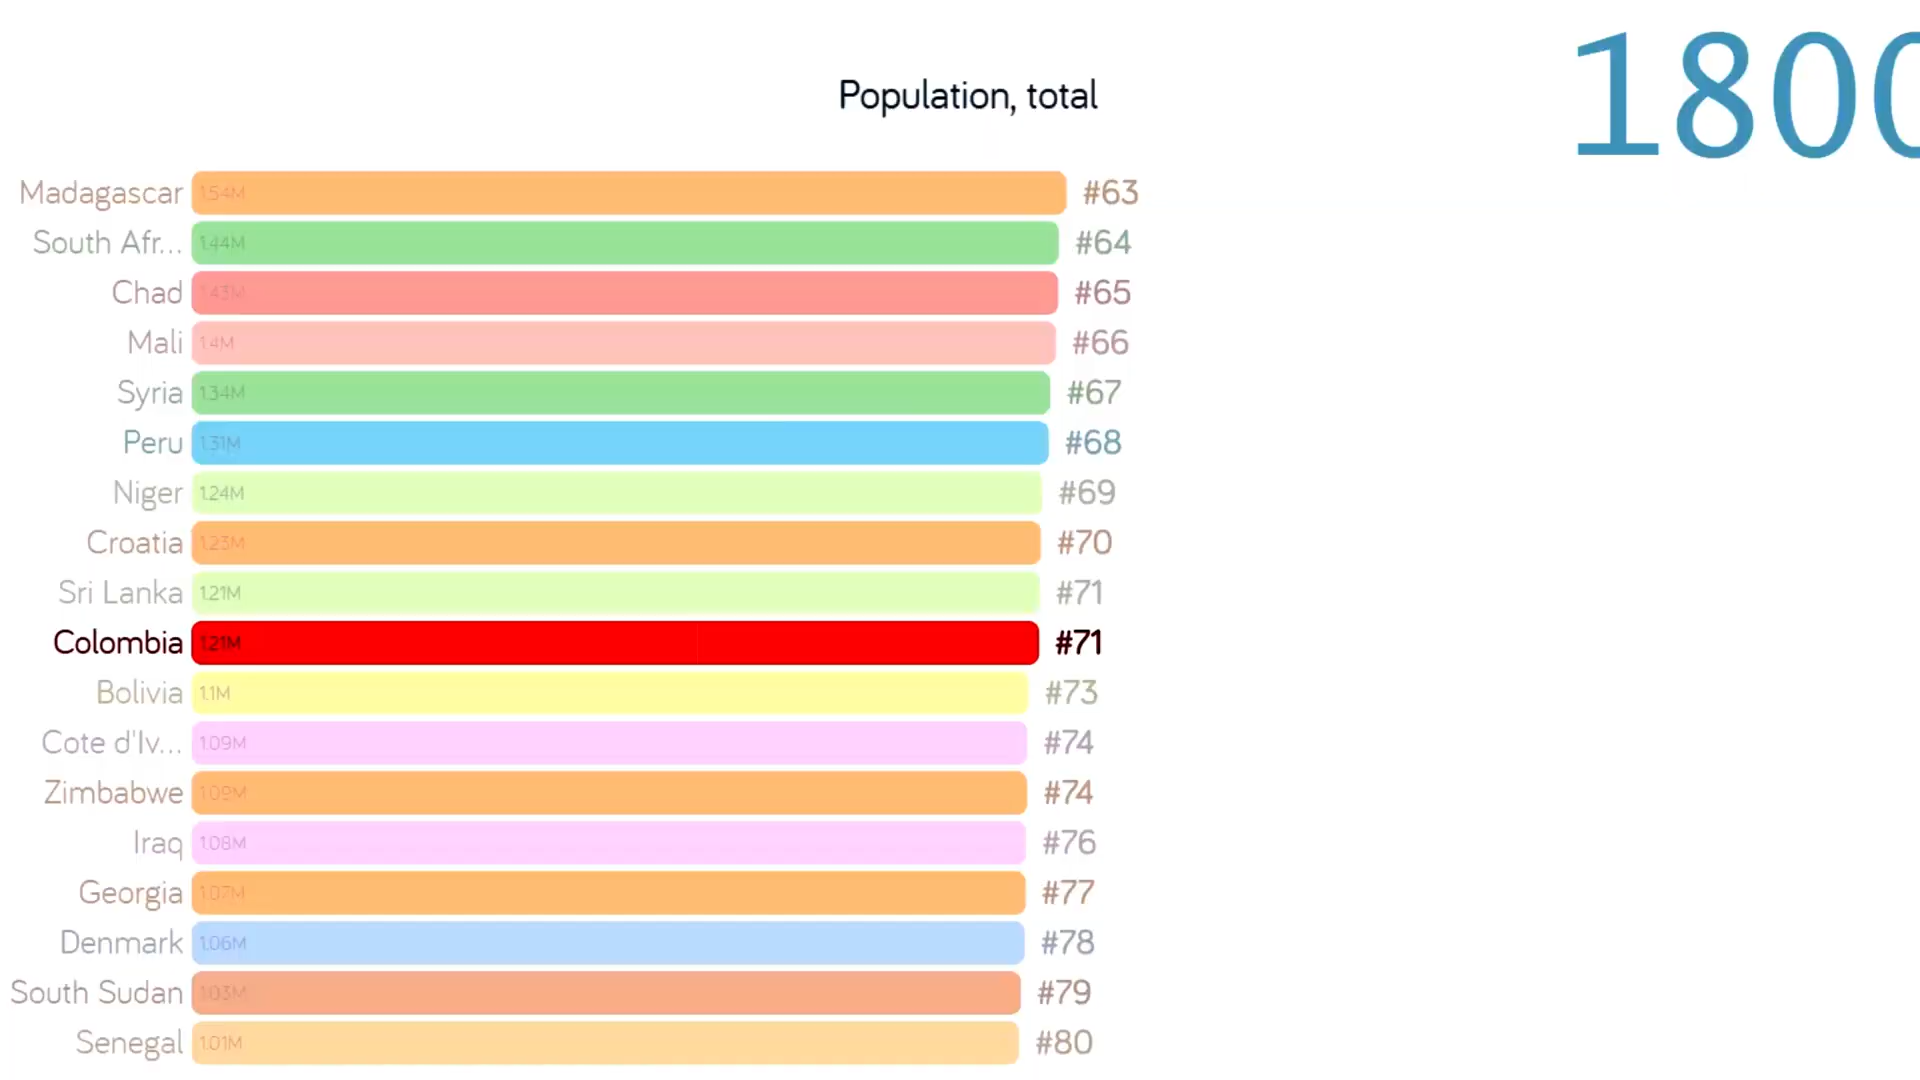 1800
Population, total
Madagascar 1.54M #63
South Afr... 1.44M #64
Chad 1.43M #65
Mali 1.4M #66
Syria 1.34M #67
Peru 1.31M #68
Niger 1.24M #69
Croatia 1.23M #70
Sri Lanka 1.21M #71
Colombia 1.21M #71
Bolivia 1.1M #73
Cote d'Iv... 1.09M #74
Zimbabwe 1.09M #74
Iraq 1.08M #76
Georgia 1.07M #77
Denmark 1.06M #78
South Sudan 1.03M #79
Senegal 1.01M #80